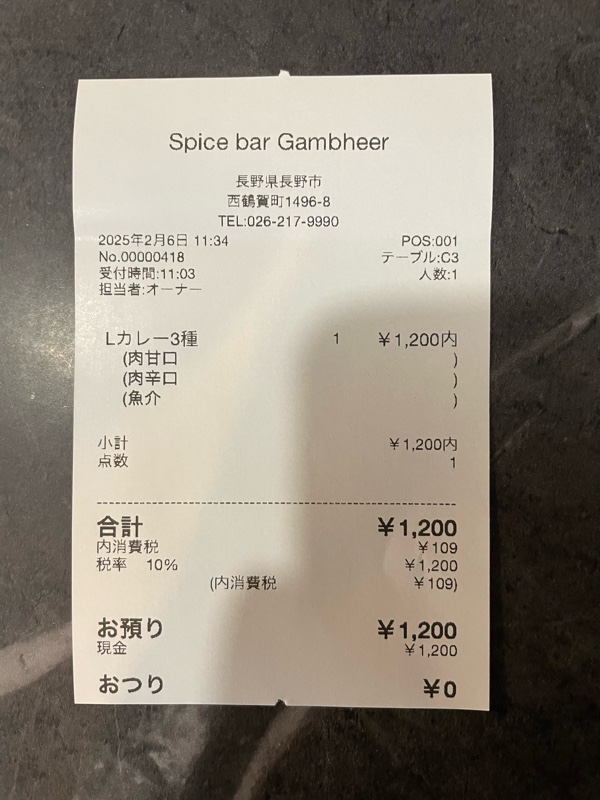 Spice bar Gambheer
長野県長野市
西鶴賀町1496-8
TEL:026-217-9990
2025年2月6日 11:34 POS:001
No.00000418 テーブル:C3
受付時間:11:03 人数:1
担当者:オーナー
Lカレー3種 1 ¥1,200内
(肉甘口 )
(肉辛口 )
(魚介 )
小計 ¥1,200内
点数 1
合計 ¥1,200
内消費税 ¥109
税率 10% ¥1,200
(内消費税 ¥109)
お預り ¥1,200
現金 ¥1,200
おつり ¥0